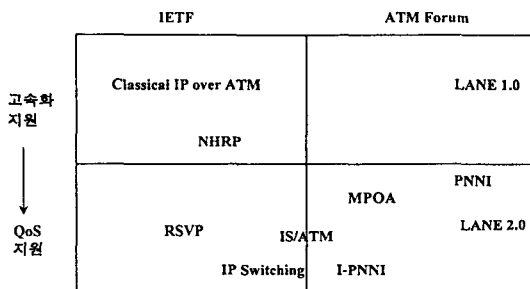 IETF
ATM Forum
고속화
지원
Classical IP over ATM
LANE 1.0
NHRP
QoS
지원
PNNI
MPOA
LANE 2.0
RSVP
IS/ATM
IP Switching
I-PNNI